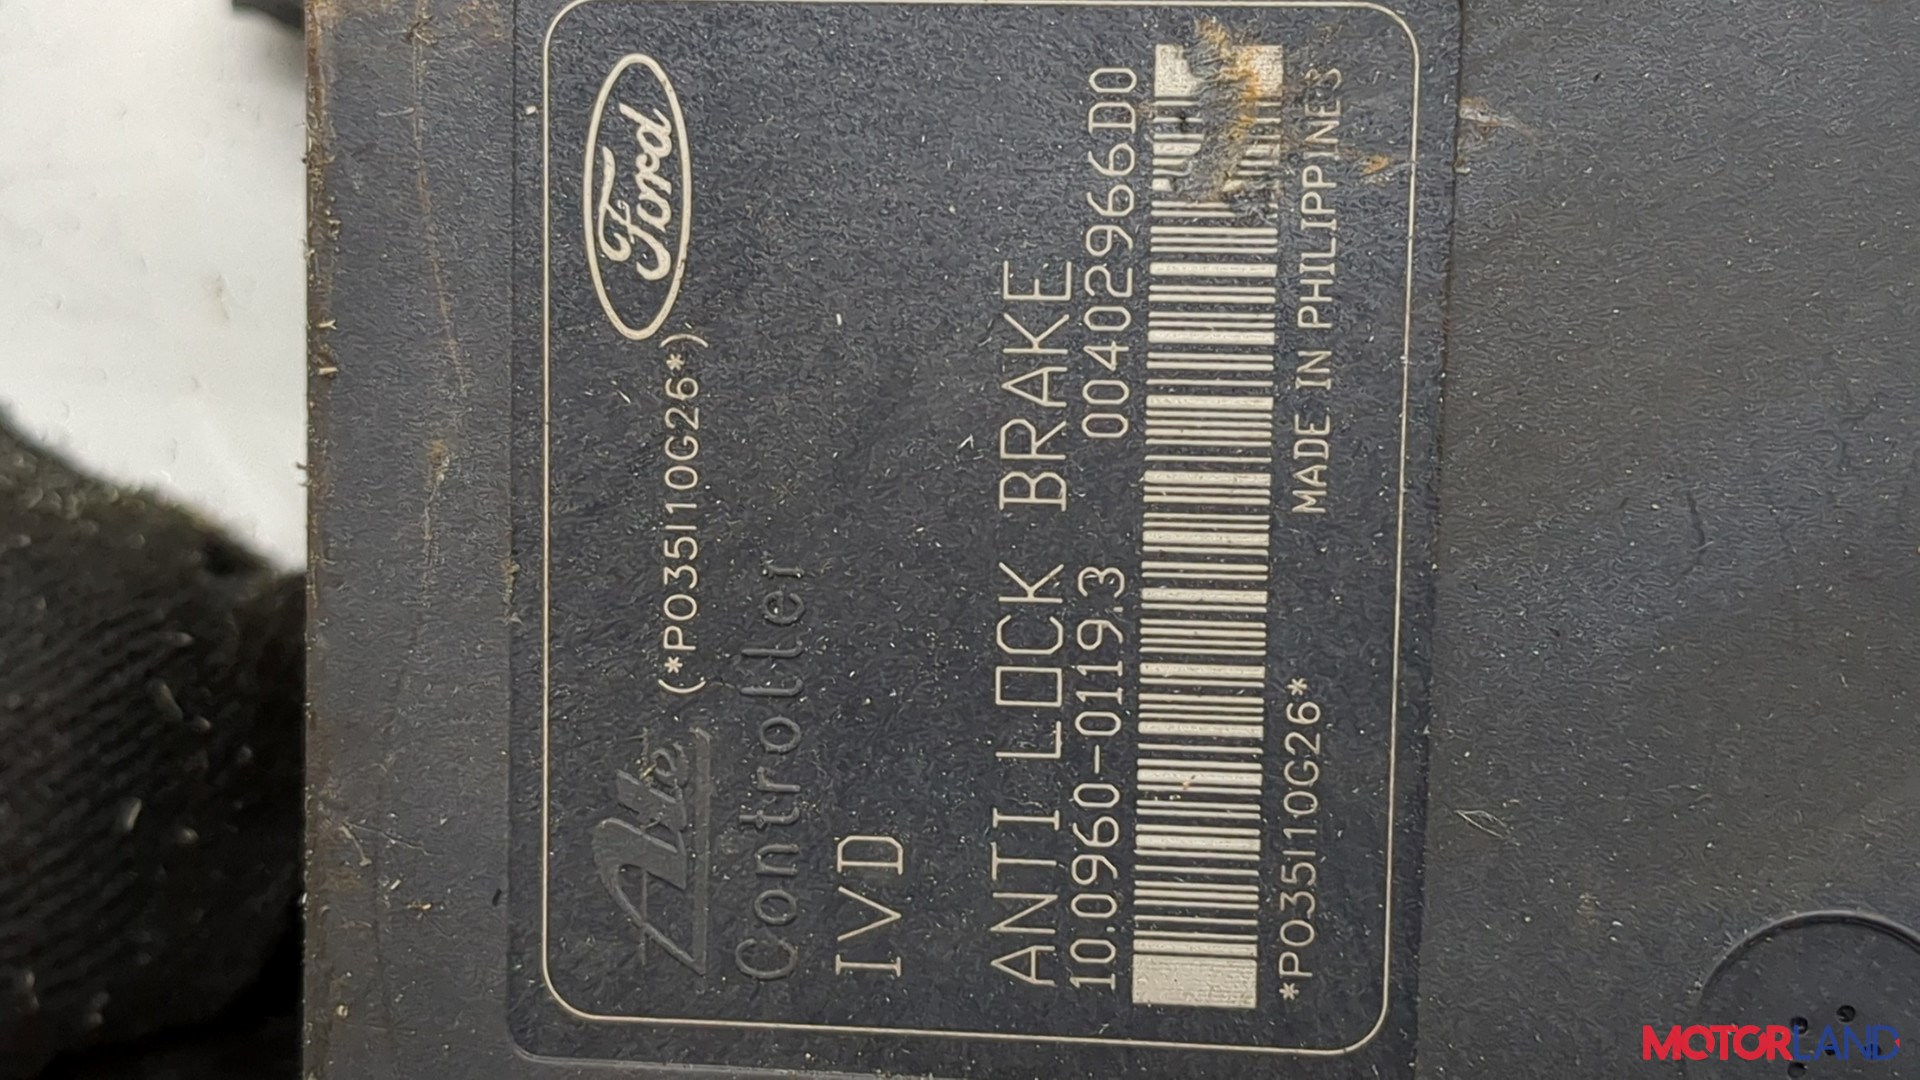 Ate (*P035I10G26*) Ford
Controller
IVD
ANTI LOCK BRAKE
10.0960-0119.3 00402966D0
*P035I10G26* MADE IN PHILIPPINES
MOTORLAND